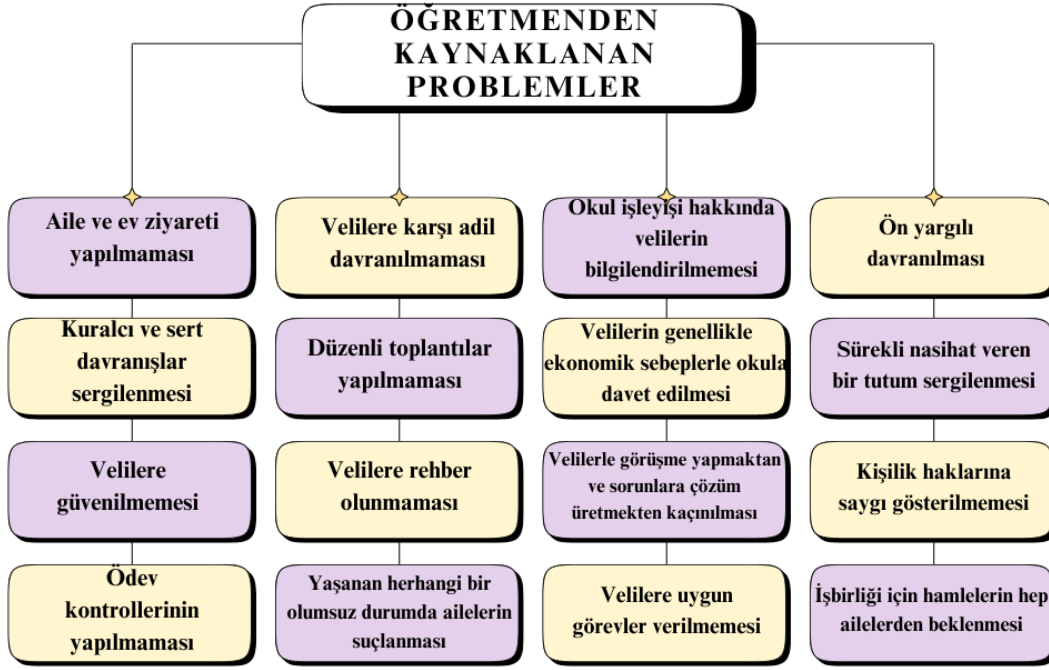 ÖĞRETMENDEN
KAYNAKLANAN
PROBLEMLER
Aile ve ev ziyareti
yapılmaması
Velilere karşı adil
davranılmaması
Okul işleyişi hakkında
velilerin
bilgilendirilmemesi
Ön yargılı
davranılması
Kuralcı ve sert
davranışlar
sergilenmesi
Düzenli toplantılar
yapılmaması
Velilerin genellikle
ekonomik sebeplerle okula
davet edilmesi
Sürekli nasihat veren
bir tutum sergilenmesi
Velilere
güvenilmemesi
Velilere rehber
olunmaması
Velilerle görüşme yapmaktan
ve sorunlara çözüm
üretmekten kaçınılması
Kişilik haklarına
saygı gösterilmemesi
Ödev
kontrollerinin
yapılmaması
Yaşanan herhangi bir
olumsuz durumda ailelerin
suçlanması
Velilere uygun
görevler verilmemesi
İşbirliği için hamlelerin hep
ailelerden beklenmesi